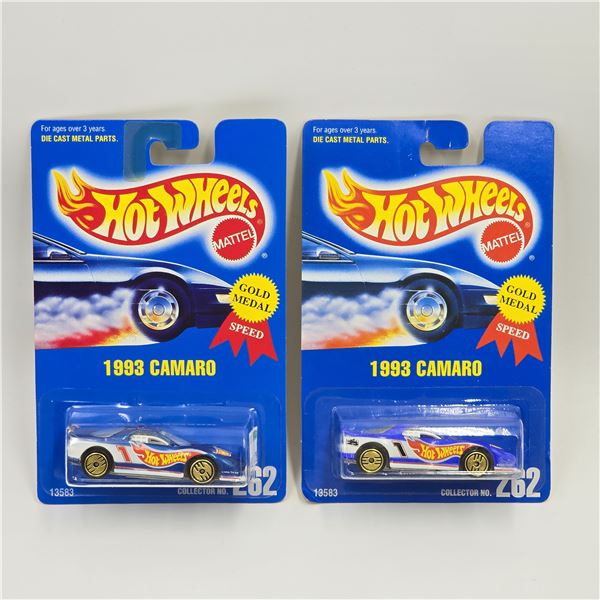 For ages over 3 years.
DIE CAST METAL PARTS.
HOT WHEELS
®
MATTEL
GOLD
MEDAL
SPEED
1993 CAMARO
1
HOT WHEELS
13583
COLLECTOR NO. 262
For ages over 3 years.
DIE CAST METAL PARTS.
HOT WHEELS
®
MATTEL
GOLD
MEDAL
SPEED
1993 CAMARO
1
HOT WHEELS
13583
COLLECTOR NO. 262